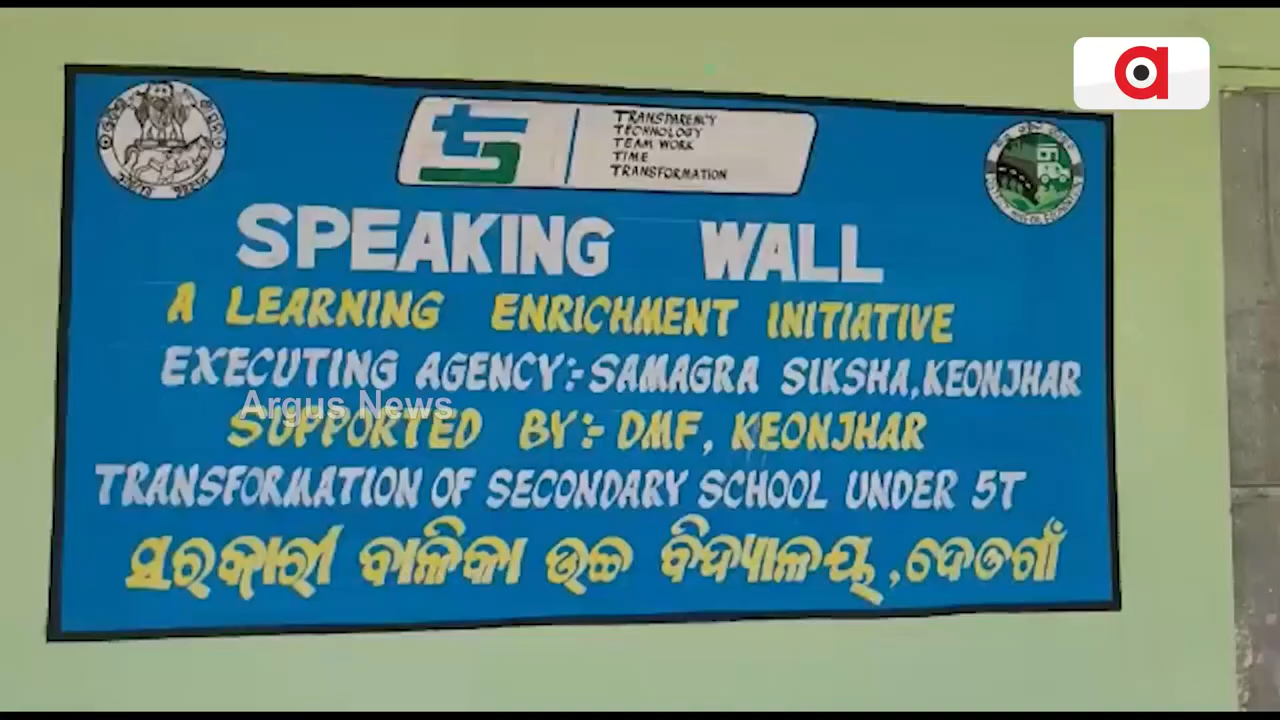 TRANSPARENCY
TECHNOLOGY
TEAM WORK
TIME
TRANSFORMATION
SPEAKING WALL
A LEARNING ENRICHMENT INITIATIVE
EXECUTING AGENCY:-SAMAGRA SIKSHA,KEONJHAR
Argus News
SUPPORTED BY:- DMF, KEONJHAR
TRANSFORMATION OF SECONDARY SCHOOL UNDER 5T
ସରକାରୀ ବାଳିକା ଉଚ୍ଚ ବିଦ୍ୟାଳୟ,ଦେତଗାଁ